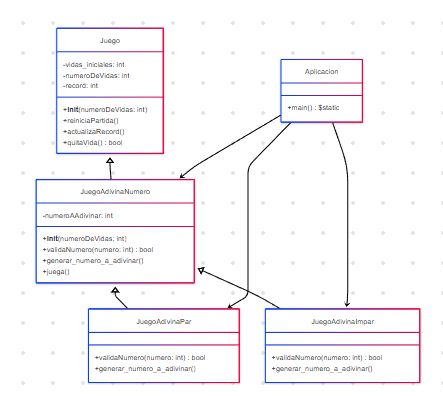 Juego
-vidas_iniciales: int
-numeroDeVidas: int
-record: int
+init(numeroDeVidas: int)
+reiniciaPartida()
+actualizaRecord()
+quitaVida() : bool
Aplicacion
+main() : $static
JuegoAdivinaNumero
-numeroAAdivinar: int
+init(numeroDeVidas: int)
+validaNumero(numero: int) : bool
+generar_numero_a_adivinar()
+juega()
JuegoAdivinaPar
+validaNumero(numero: int) : bool
+generar_numero_a_adivinar()
JuegoAdivinaImpar
+validaNumero(numero: int) : bool
+generar_numero_a_adivinar()